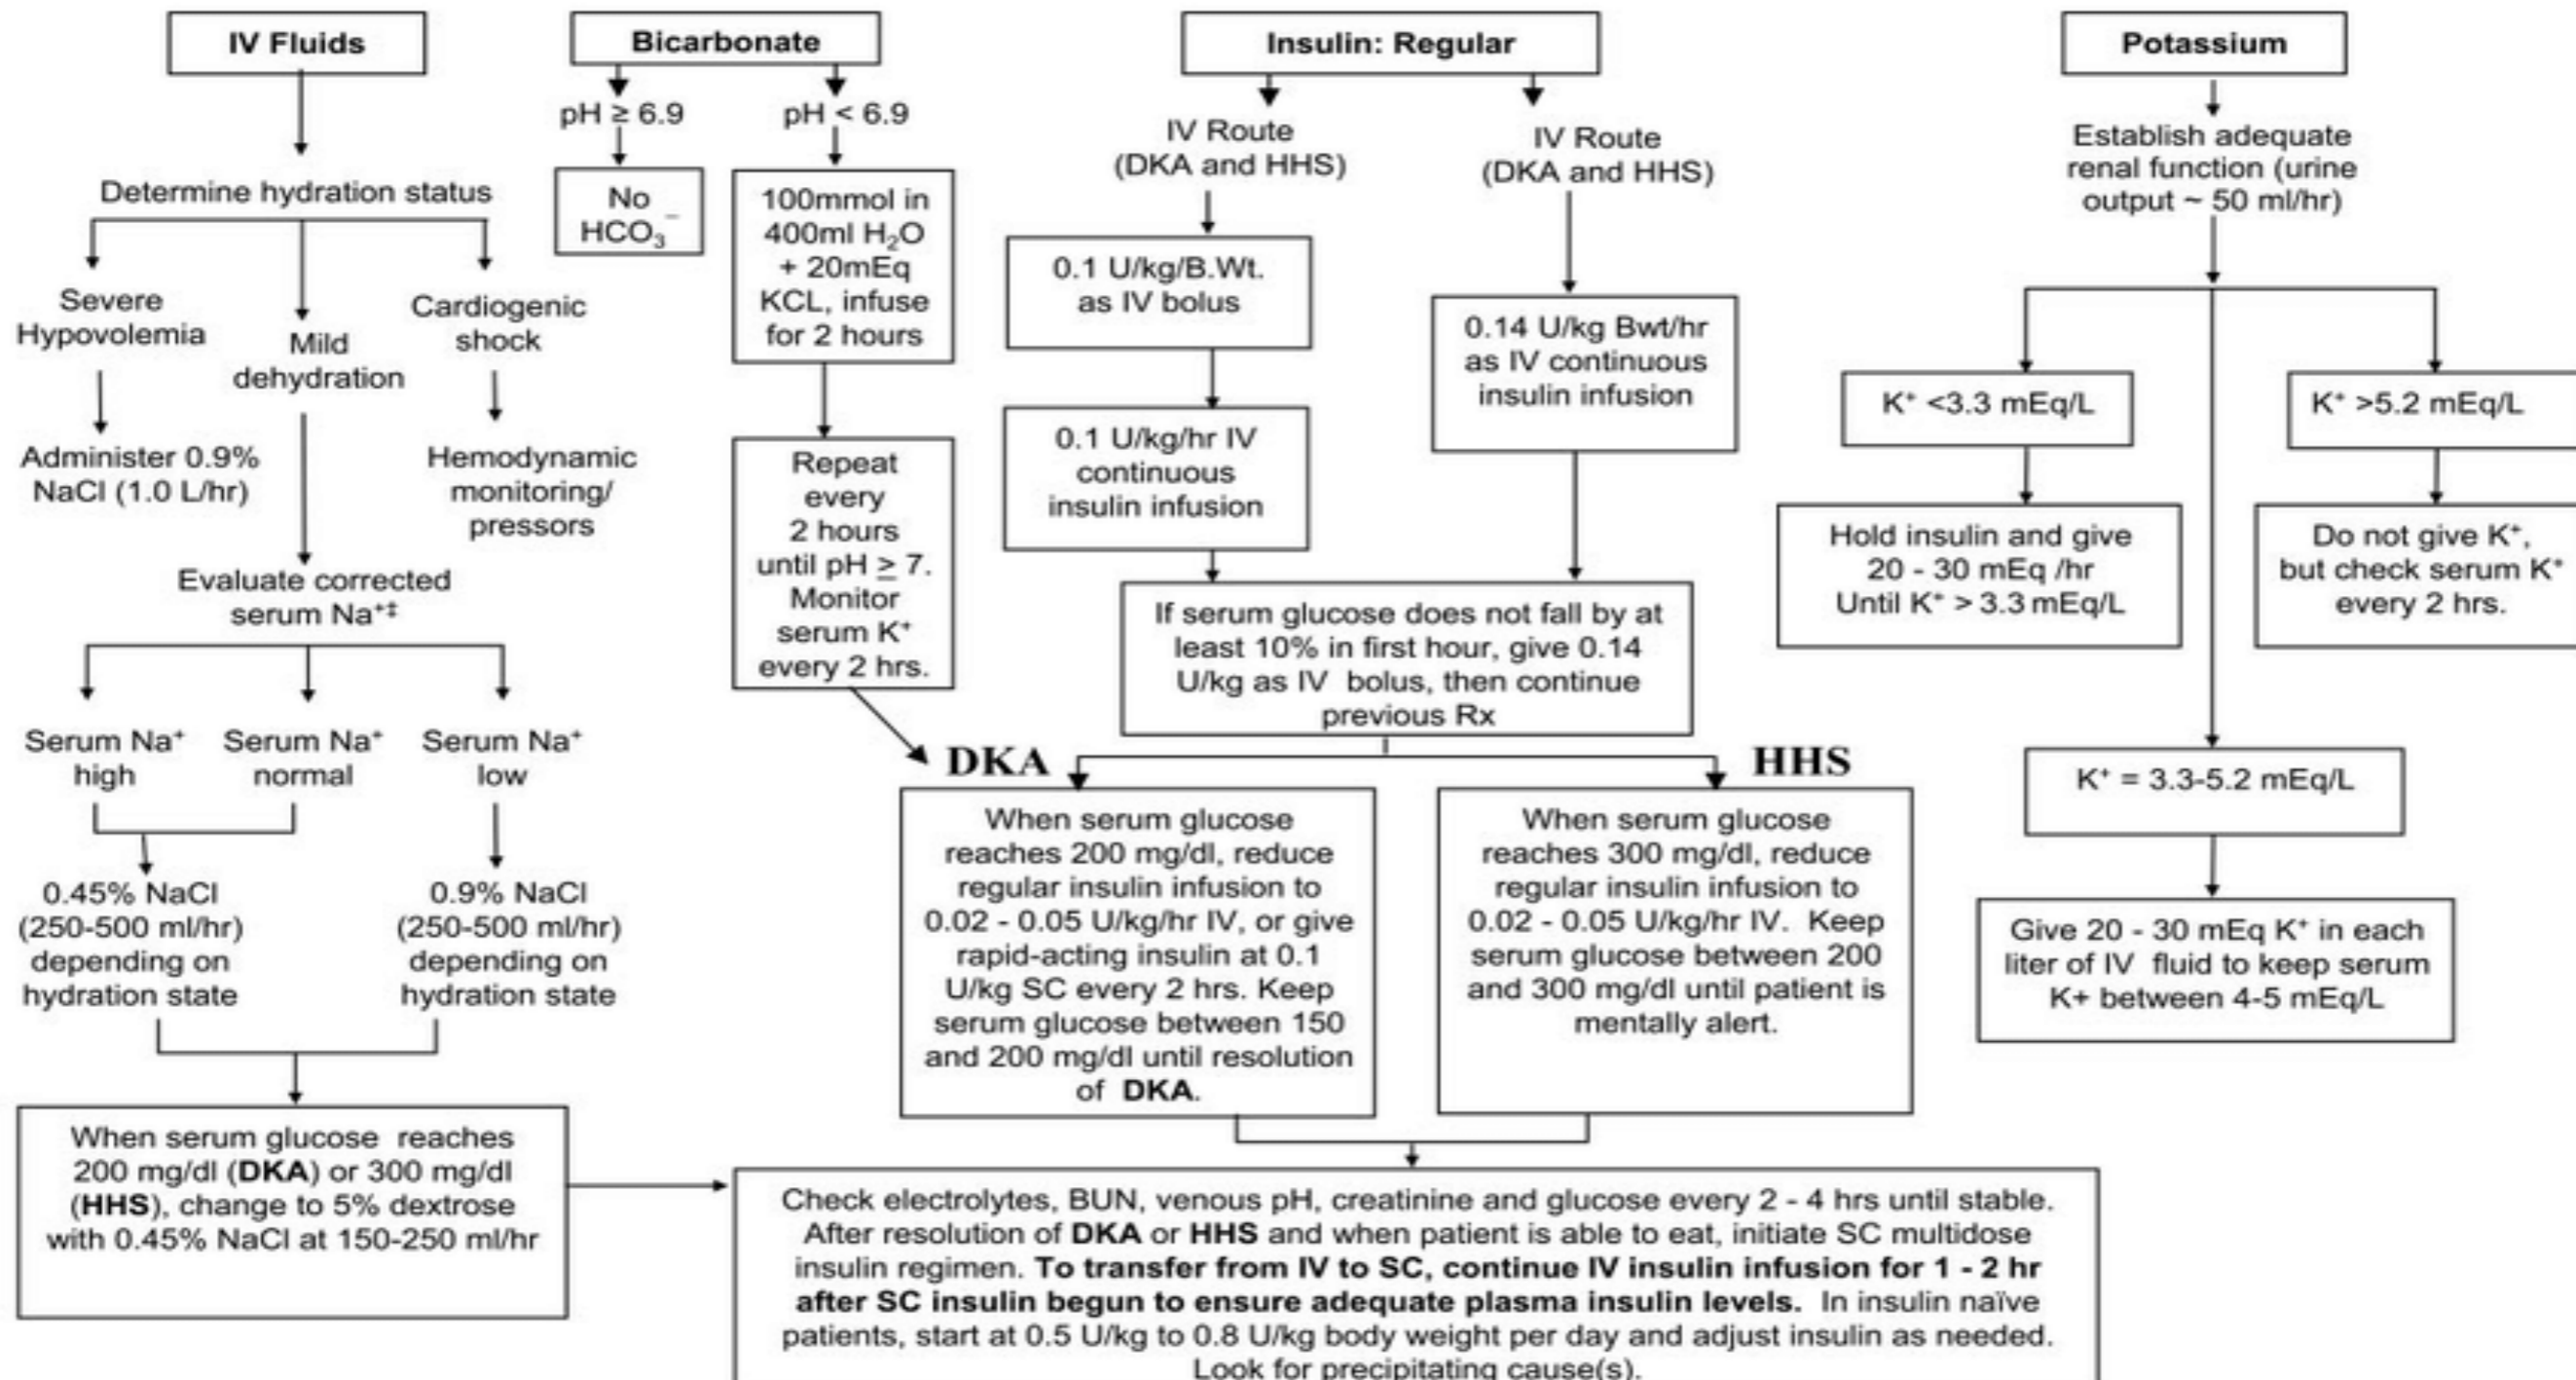 IV Fluids
Determine hydration status
Severe
Hypovolemia
Administer 0.9%
NaCl (1.0 L/hr)
Mild
dehydration
Cardiogenic
shock
Hemodynamic
monitoring/
pressors
Evaluate corrected
serum Na⁺‡
Serum Na⁺
high
Serum Na⁺
normal
Serum Na⁺
low
0.45% NaCl
(250-500 ml/hr)
depending on
hydration state
0.9% NaCl
(250-500 ml/hr)
depending on
hydration state
When serum glucose reaches
200 mg/dl (DKA) or 300 mg/dl
(HHS), change to 5% dextrose
with 0.45% NaCl at 150-250 ml/hr
Bicarbonate
pH ≥ 6.9
No
HCO₃⁻
pH < 6.9
100mmol in
400ml H₂O
+ 20mEq
KCL, infuse
for 2 hours
Repeat
every
2 hours
until pH ≥ 7.
Monitor
serum K⁺
every 2 hrs.
Insulin: Regular
IV Route
(DKA and HHS)
0.1 U/kg/B.Wt.
as IV bolus
0.1 U/kg/hr IV
continuous
insulin infusion
IV Route
(DKA and HHS)
0.14 U/kg Bwt/hr
as IV continuous
insulin infusion
If serum glucose does not fall by at
least 10% in first hour, give 0.14
U/kg as IV bolus, then continue
previous Rx
DKA
When serum glucose
reaches 200 mg/dl, reduce
regular insulin infusion to
0.02 - 0.05 U/kg/hr IV, or give
rapid-acting insulin at 0.1
U/kg SC every 2 hrs. Keep
serum glucose between 150
and 200 mg/dl until resolution
of DKA.
HHS
When serum glucose
reaches 300 mg/dl, reduce
regular insulin infusion to
0.02 - 0.05 U/kg/hr IV. Keep
serum glucose between 200
and 300 mg/dl until patient is
mentally alert.
Potassium
Establish adequate
renal function (urine
output ~ 50 ml/hr)
K⁺ <3.3 mEq/L
Hold insulin and give
20 - 30 mEq /hr
Until K⁺ > 3.3 mEq/L
K⁺ >5.2 mEq/L
Do not give K⁺,
but check serum K⁺
every 2 hrs.
K⁺ = 3.3-5.2 mEq/L
Give 20 - 30 mEq K⁺ in each
liter of IV fluid to keep serum
K+ between 4-5 mEq/L
Check electrolytes, BUN, venous pH, creatinine and glucose every 2 - 4 hrs until stable.
After resolution of DKA or HHS and when patient is able to eat, initiate SC multidose
insulin regimen. To transfer from IV to SC, continue IV insulin infusion for 1 - 2 hr
after SC insulin begun to ensure adequate plasma insulin levels. In insulin naïve
patients, start at 0.5 U/kg to 0.8 U/kg body weight per day and adjust insulin as needed.
Look for precipitating cause(s).